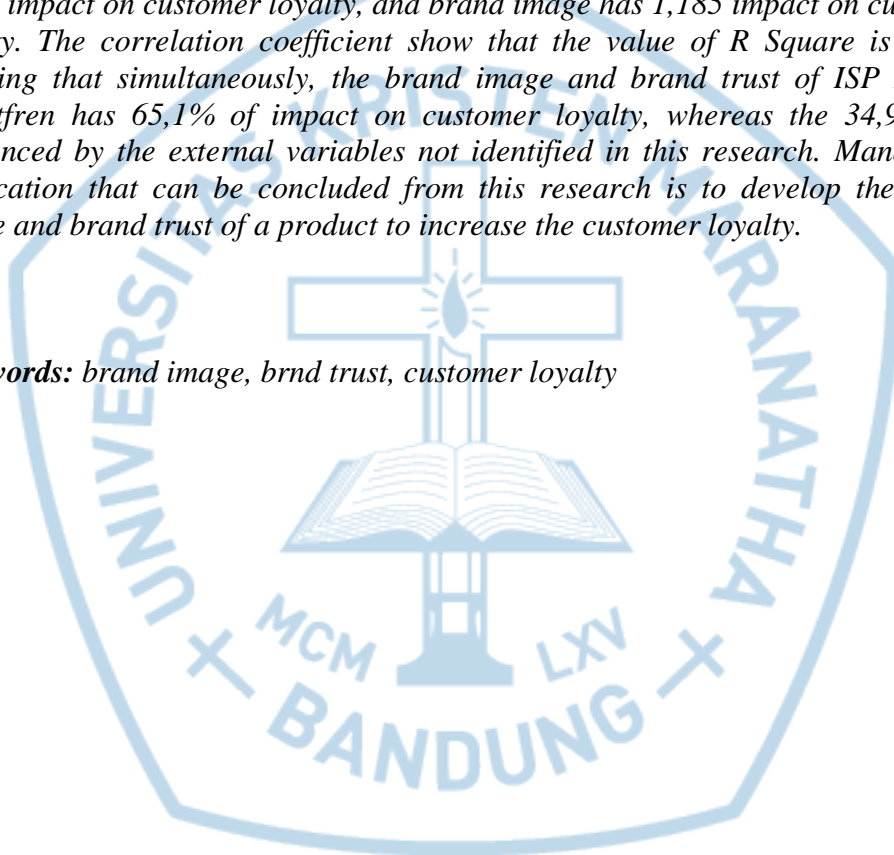 impact on customer loyalty, and brand image has 1,185 impact on cu
y. The correlation coefficient show that the value of R Square is
ing that simultaneously, the brand image and brand trust of ISP
tfren has 65,1% of impact on customer loyalty, whereas the 34,9
enced by the external variables not identified in this research. Man
cation that can be concluded from this research is to develop the
e and brand trust of a product to increase the customer loyalty.
words: brand image, brnd trust, customer loyalty
UNIVERSITAS KRISTEN MARANATHA
MCM LXV
BANDUNG